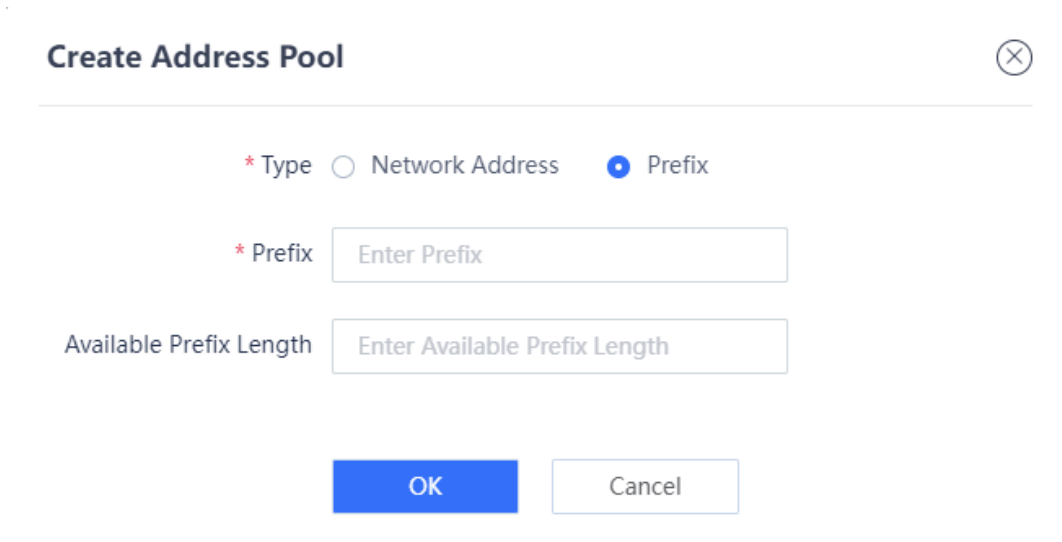 Create Address Pool
* Type Network Address Prefix
* Prefix Enter Prefix
Available Prefix Length Enter Available Prefix Length
OK Cancel